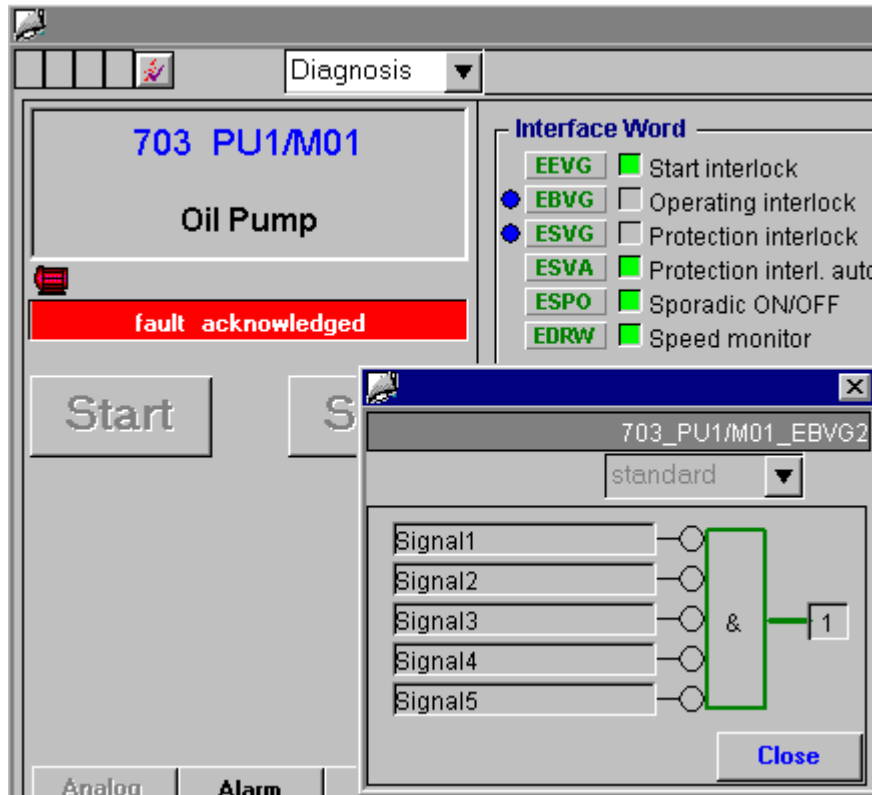 Diagnosis
703 PU1/M01
Oil Pump
fault acknowledged
Start
S
Interface Word
EEVG Start interlock
EBVG Operating interlock
ESVG Protection interlock
ESVA Protection interl. auto
ESPO Sporadic ON/OFF
EDRW Speed monitor
703_PU1/M01_EBVG2
standard
Signal1
Signal2
Signal3
Signal4
Signal5
&
1
Close
Analog
Alarm